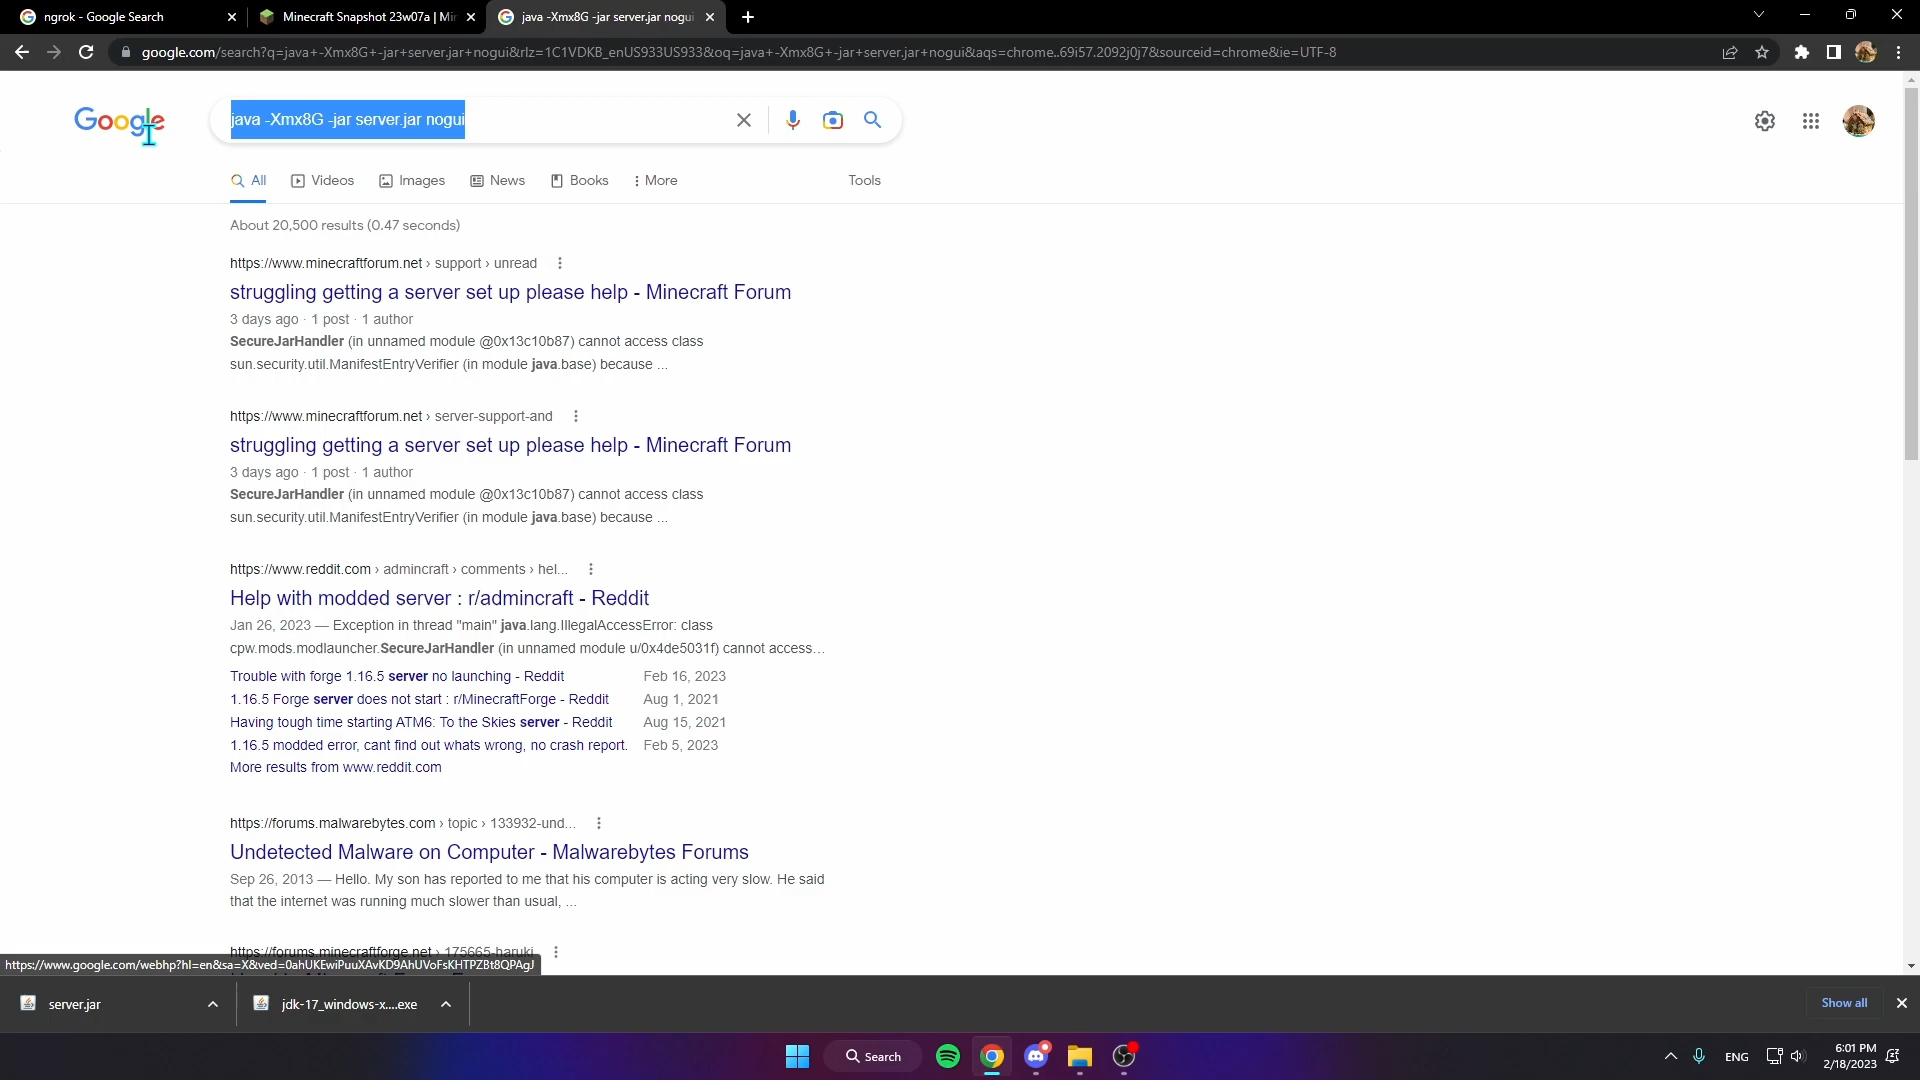 ngrok - Google Search
Minecraft Snapshot 23w07a | Mi
java -Xmx8G -jar server.jar nogui
google.com/search?q=java+-Xmx8G+-jar+server.jar+nogui&rlz=1C1VDKB_enUS933US933&oq=java+-Xmx8G+-jar+server.jar+nogui&aqs=chrome..69i57.2092j0j7&sourceid=chrome&ie=UTF-8
Google
java -Xmx8G -jar server.jar nogui
All
Videos
Images
News
Books
More
Tools
About 20,500 results (0.47 seconds)
https://www.minecraftforum.net › support › unread
struggling getting a server set up please help - Minecraft Forum
3 days ago · 1 post · 1 author
SecureJarHandler (in unnamed module @0x13c10b87) cannot access class
sun.security.util.ManifestEntryVerifier (in module java.base) because ...
https://www.minecraftforum.net › server-support-and
struggling getting a server set up please help - Minecraft Forum
3 days ago · 1 post · 1 author
SecureJarHandler (in unnamed module @0x13c10b87) cannot access class
sun.security.util.ManifestEntryVerifier (in module java.base) because ...
https://www.reddit.com › admincraft › comments › hel...
Help with modded server : r/admincraft - Reddit
Jan 26, 2023 — Exception in thread "main" java.lang.IllegalAccessError: class
cpw.mods.modlauncher.SecureJarHandler (in unnamed module u/0x4de5031f) cannot access...
Trouble with forge 1.16.5 server no launching - Reddit Feb 16, 2023
1.16.5 Forge server does not start : r/MinecraftForge - Reddit Aug 1, 2021
Having tough time starting ATM6: To the Skies server - Reddit Aug 15, 2021
1.16.5 modded error, cant find out whats wrong, no crash report. Feb 5, 2023
More results from www.reddit.com
https://forums.malwarebytes.com › topic › 133932-und...
Undetected Malware on Computer - Malwarebytes Forums
Sep 26, 2013 — Hello. My son has reported to me that his computer is acting very slow. He said
that the internet was running much slower than usual, ...
https://forums.minecraftforge.net › 175665-haruki
https://www.google.com/webhp?hl=en&sa=X&ved=0ahUKEwiPuuXAvKD9AhUVoFsKHTPZBt8QPAgJ
server.jar
jdk-17_windows-x....exe
Show all
Search
ENG
6:01 PM
2/18/2023